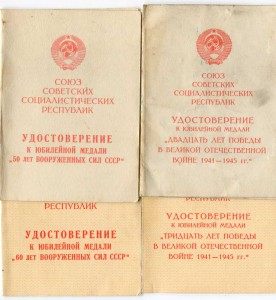 СОЮЗ
СОВЕТСКИХ
СОЦИАЛИСТИЧЕСКИХ
РЕСПУБЛИК
УДОСТОВЕРЕНИЕ
К ЮБИЛЕЙНОЙ МЕДАЛИ
„50 ЛЕТ ВООРУЖЕННЫХ СИЛ СССР“
СОЮЗ
СОВЕТСКИХ
СОЦИАЛИСТИЧЕСКИХ
РЕСПУБЛИК
УДОСТОВЕРЕНИЕ
К ЮБИЛЕЙНОЙ МЕДАЛИ
„ДВАДЦАТЬ ЛЕТ ПОБЕДЫ
В ВЕЛИКОЙ ОТЕЧЕСТВЕННОЙ
ВОЙНЕ 1941—1945 гг.“
РЕСПУБЛИК
УДОСТОВЕРЕНИЕ
К ЮБИЛЕЙНОЙ МЕДАЛИ
„60 ЛЕТ ВООРУЖЕННЫХ СИЛ СССР“
РЕСПУБЛИК
УДОСТОВЕРЕНИЕ
К ЮБИЛЕЙНОЙ МЕДАЛИ
„ТРИДЦАТЬ ЛЕТ ПОБЕДЫ
В ВЕЛИКОЙ ОТЕЧЕСТВЕННОЙ
ВОЙНЕ 1941—1945 гг.“